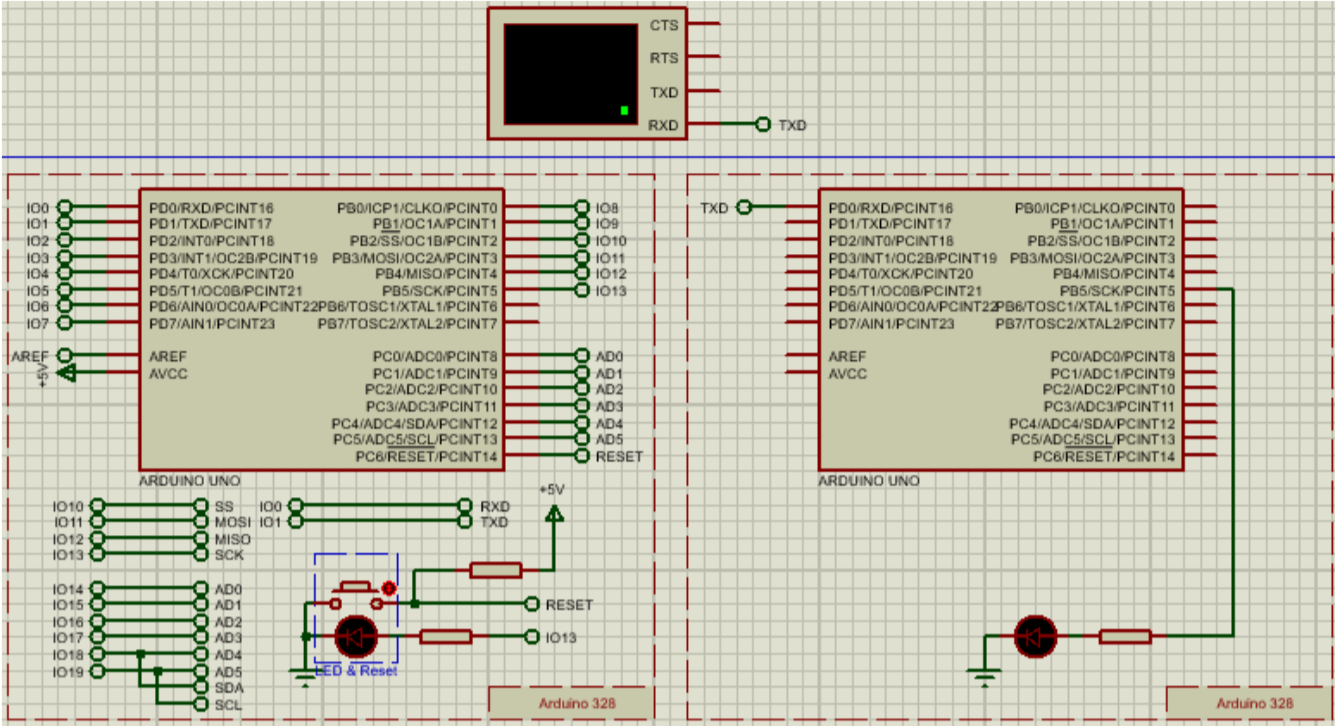 CTS
RTS
TXD
RXD
TXD
IO0
IO1
IO2
IO3
IO4
IO5
IO6
IO7
AREF
+5V
PD0/RXD/PCINT16
PD1/TXD/PCINT17
PD2/INT0/PCINT18
PD3/INT1/OC2B/PCINT19
PD4/T0/XCK/PCINT20
PD5/T1/OC0B/PCINT21
PD6/AIN0/OC0A/PCINT22
PD7/AIN1/PCINT23
AREF
AVCC
PB0/ICP1/CLKO/PCINT0
PB1/OC1A/PCINT1
PB2/SS/OC1B/PCINT2
PB3/MOSI/OC2A/PCINT3
PB4/MISO/PCINT4
PB5/SCK/PCINT5
PB6/TOSC1/XTAL1/PCINT6
PB7/TOSC2/XTAL2/PCINT7
PC0/ADC0/PCINT8
PC1/ADC1/PCINT9
PC2/ADC2/PCINT10
PC3/ADC3/PCINT11
PC4/ADC4/SDA/PCINT12
PC5/ADC5/SCL/PCINT13
PC6/RESET/PCINT14
IO8
IO9
IO10
IO11
IO12
IO13
AD0
AD1
AD2
AD3
AD4
AD5
RESET
ARDUINO UNO
IO10 SS
IO11 MOSI
IO12 MISO
IO13 SCK
IO0 RXD
IO1 TXD
IO14 AD0
IO15 AD1
IO16 AD2
IO17 AD3
IO18 AD4
IO19 AD5
SDA
SCL
+5V
RESET
IO13
LED & Reset
Arduino 328
TXD
PD0/RXD/PCINT16
PD1/TXD/PCINT17
PD2/INT0/PCINT18
PD3/INT1/OC2B/PCINT19
PD4/T0/XCK/PCINT20
PD5/T1/OC0B/PCINT21
PD6/AIN0/OC0A/PCINT22
PD7/AIN1/PCINT23
AREF
AVCC
PB0/ICP1/CLKO/PCINT0
PB1/OC1A/PCINT1
PB2/SS/OC1B/PCINT2
PB3/MOSI/OC2A/PCINT3
PB4/MISO/PCINT4
PB5/SCK/PCINT5
PB6/TOSC1/XTAL1/PCINT6
PB7/TOSC2/XTAL2/PCINT7
PC0/ADC0/PCINT8
PC1/ADC1/PCINT9
PC2/ADC2/PCINT10
PC3/ADC3/PCINT11
PC4/ADC4/SDA/PCINT12
PC5/ADC5/SCL/PCINT13
PC6/RESET/PCINT14
ARDUINO UNO
Arduino 328